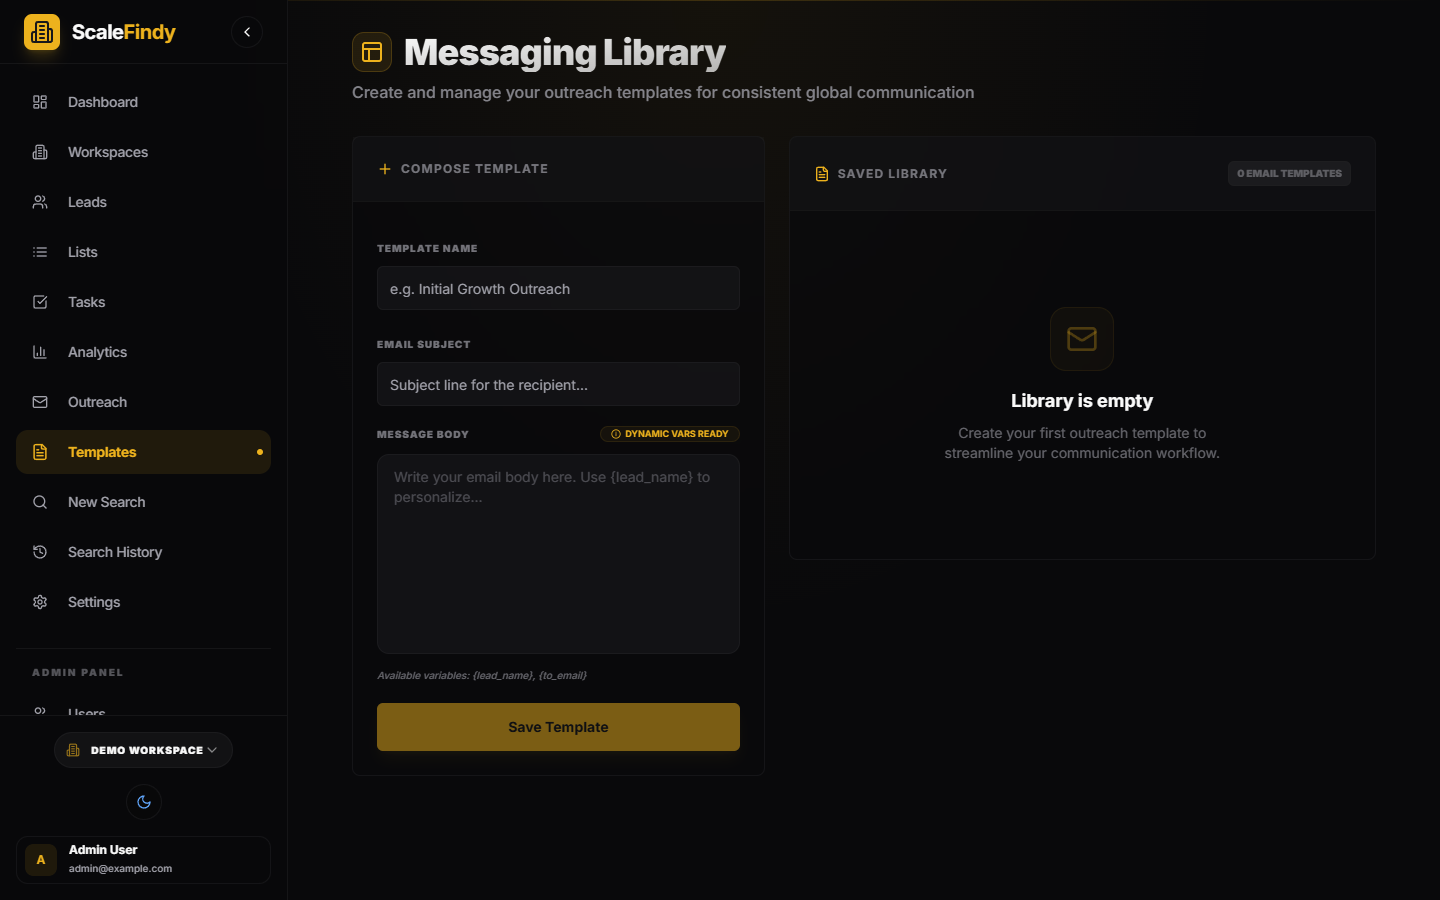 ScaleFindy
Dashboard
Workspaces
Leads
Lists
Tasks
Analytics
Outreach
Templates
New Search
Search History
Settings
ADMIN PANEL
Users
DEMO WORKSPACE
A
Admin User
admin@example.com
Messaging Library
Create and manage your outreach templates for consistent global communication
COMPOSE TEMPLATE
TEMPLATE NAME
e.g. Initial Growth Outreach
EMAIL SUBJECT
Subject line for the recipient...
MESSAGE BODY
DYNAMIC VARS READY
Write your email body here. Use {lead_name} to
personalize...
Available variables: {lead_name}, {to_email}
Save Template
SAVED LIBRARY
0 EMAIL TEMPLATES
Library is empty
Create your first outreach template to
streamline your communication workflow.